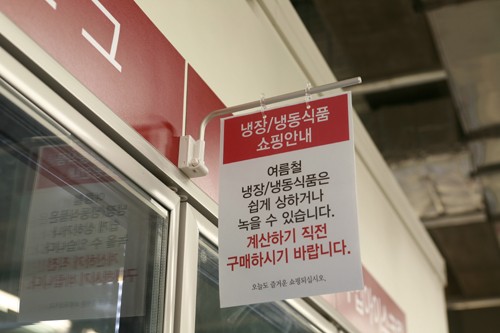 냉장/냉동식품
쇼핑안내
여름철
냉장/냉동식품은
쉽게 상하거나
녹을 수 있습니다.
계산하기 직전
구매하시기 바랍니다.
오늘도 즐거운 쇼핑되십시오.